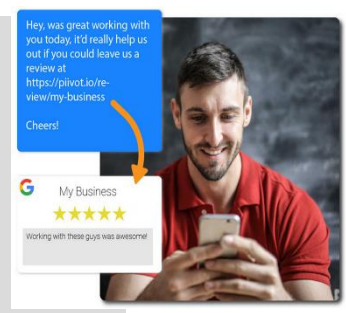 Hey, was great working with
you today, it'd really help us
out if you could leave us a
review at
https://piivot.io/re-
view/my-business
Cheers!
G
My Business
Working with these guys was awesome!